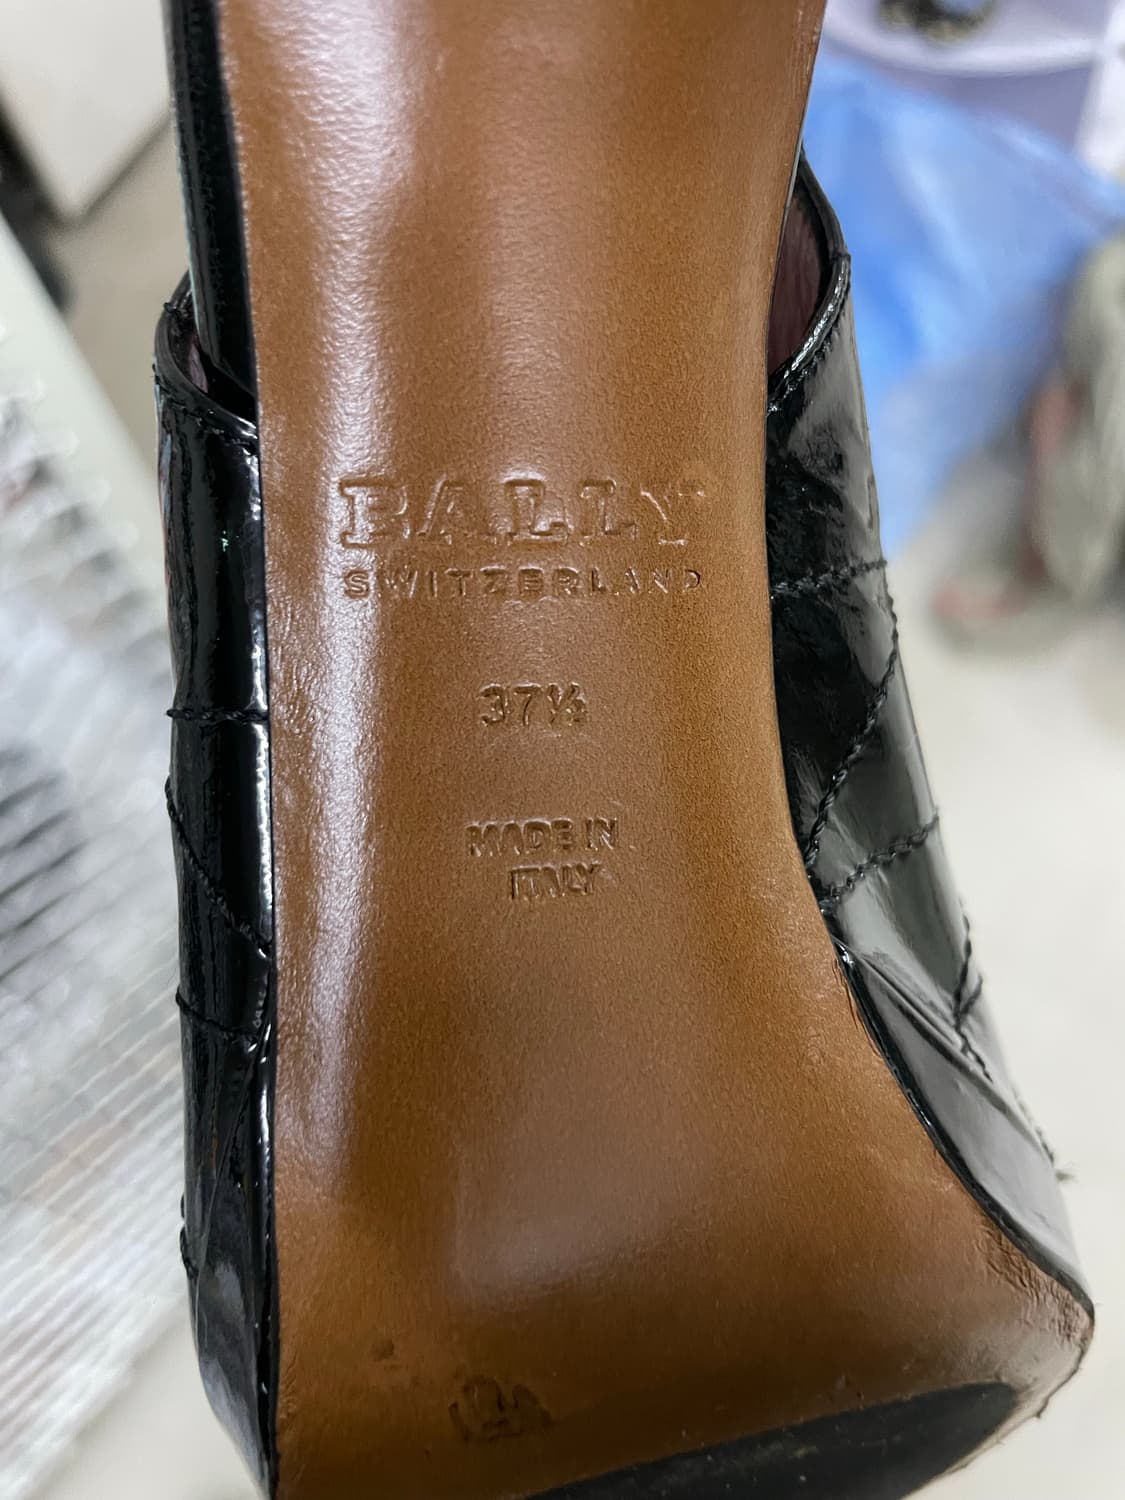 BALLY
SWITZERLAND
37½
MADE IN
ITALY